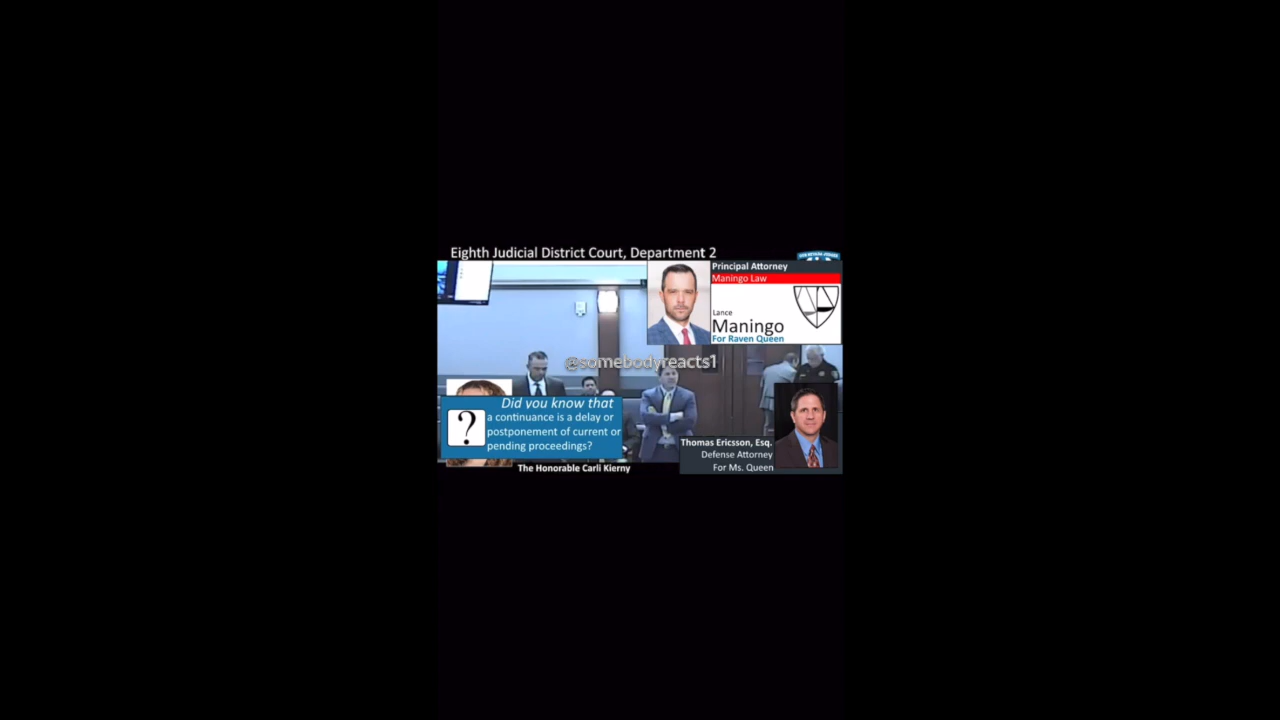 Eighth Judicial District Court, Department 2
Principal Attorney
Maningo Law
Lance
Maningo
For Raven Queen
@somebodyreacts1
Did you know that
?
a continuance is a delay or
postponement of current or
pending proceedings?
Thomas Ericsson, Esq.
Defense Attorney
For Ms. Queen
The Honorable Carli Kierny